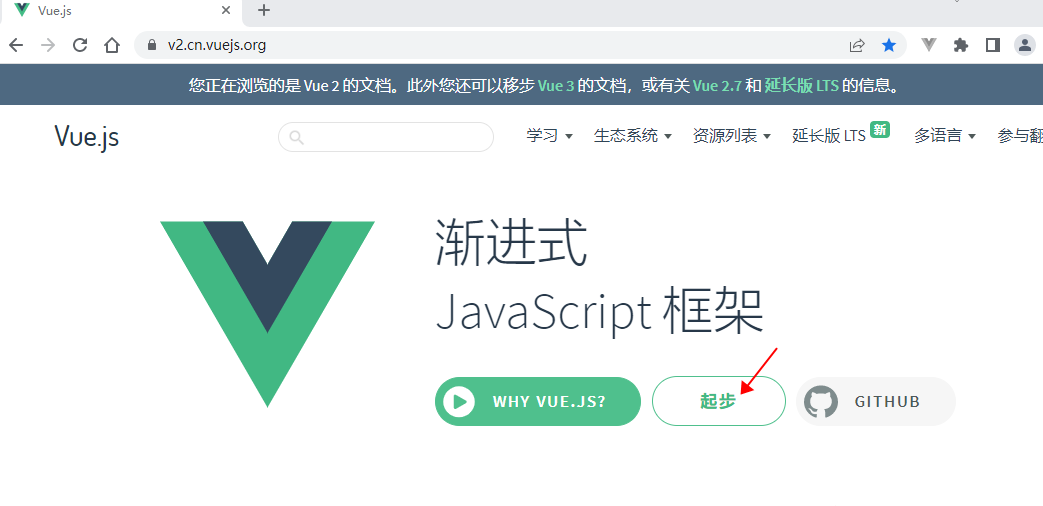 Vue.js
v2.cn.vuejs.org
您正在浏览的是 Vue 2 的文档。此外您还可以移步 Vue 3 的文档，或有关 Vue 2.7 和 延长版 LTS 的信息。
Vue.js 学习 生态系统 资源列表 延长版 LTS 新 多语言 参与翻
渐进式
JavaScript 框架
WHY VUE.JS? 起步 GITHUB